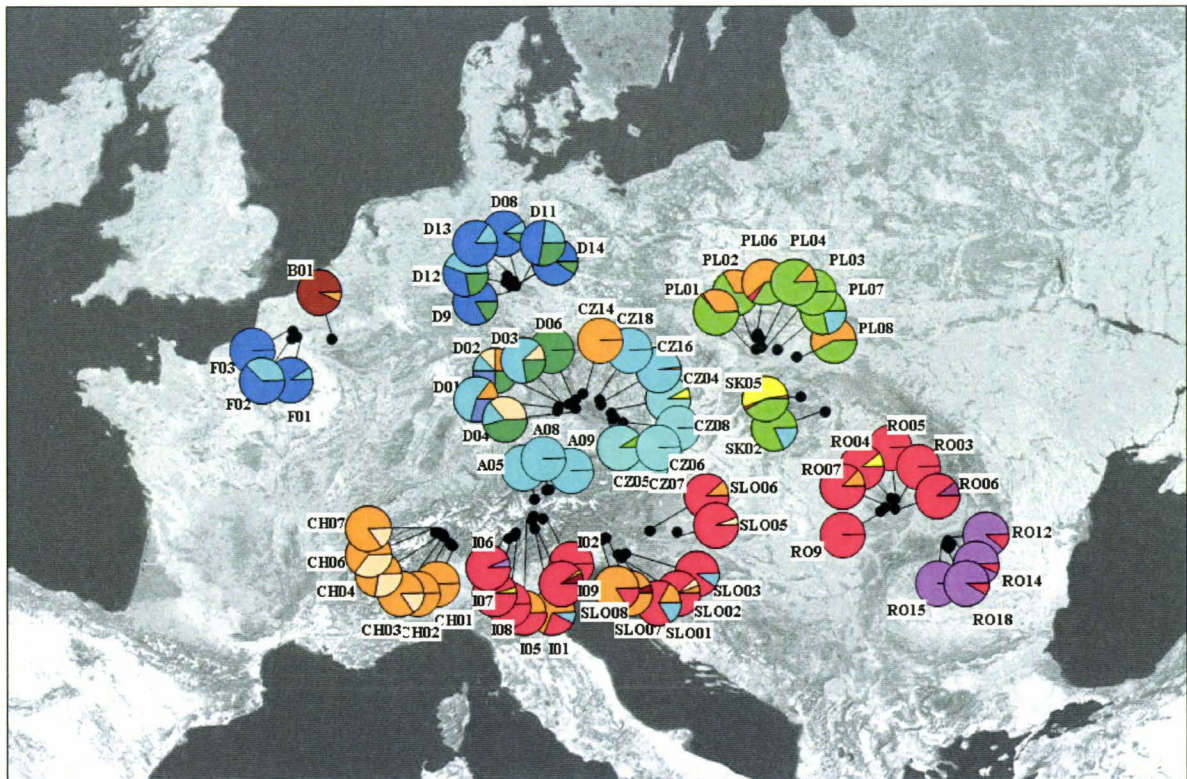 D08
D11
D13
D14
D12
D9
B01
F03
F02
F01
PL06
PL04
PL02
PL03
PL01
PL07
PL08
CZ14
CZ18
D06
D03
CZ16
D02
CZ04
D01
SK05
D04
CZ08
SK02
A08
A09
A05
CZ06
CZ05
CZ07
RO05
RO04
RO03
RO07
RO06
RO9
RO12
RO14
RO15
RO18
SLO06
SLO05
CH07
CH06
CH04
CH01
CH03
CH02
I06
I02
I07
I09
I08
I05
I01
SLO03
SLO08
SLO02
SLO07
SLO01